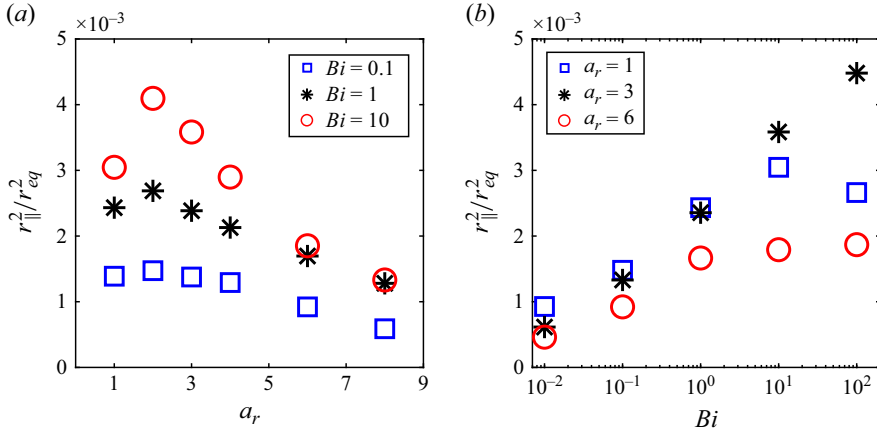 (a)
×10⁻³
5
4
3
2
1
0
r²∥/r²eq
1 3 5 7 9
aᵣ
Bi = 0.1
Bi = 1
Bi = 10
(b)
×10⁻³
5
4
3
2
1
0
r²∥/r²eq
10⁻² 10⁻¹ 10⁰ 10¹ 10²
Bi
aᵣ = 1
aᵣ = 3
aᵣ = 6